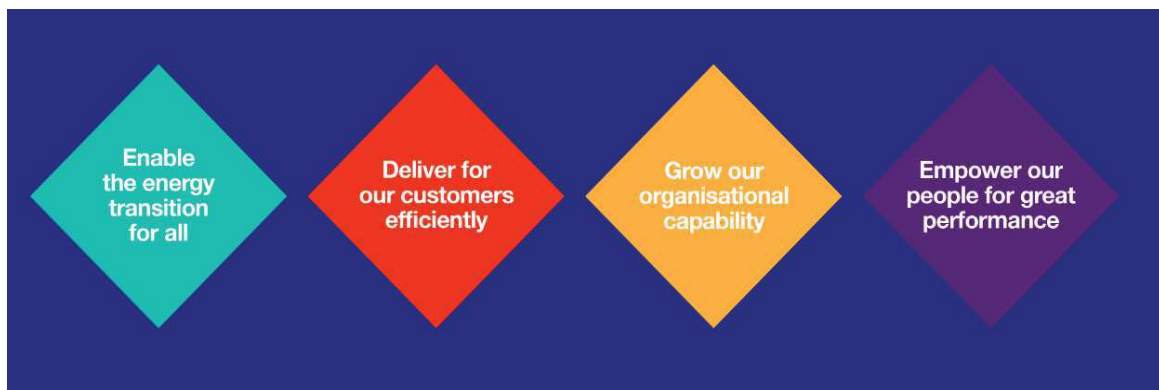 Enable
the energy
transition
for all
Deliver for
our customers
efficiently
Grow our
organisational
capability
Empower our
people for great
performance